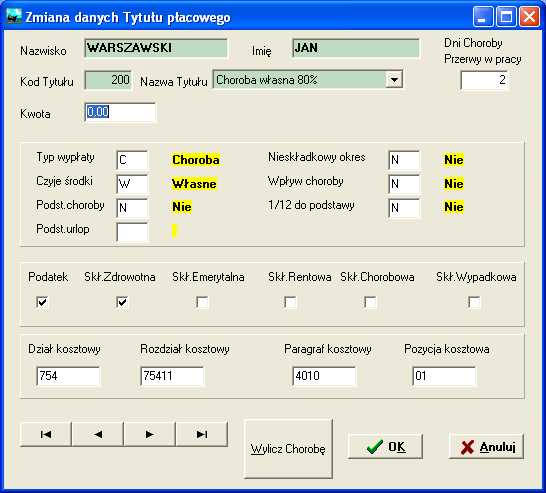 Zmiana danych Tytułu płacowego
Nazwisko WARSZAWSKI Imię JAN Dni Choroby
Przerwy w pracy
Kod Tytułu 200 Nazwa Tytułu Choroba własna 80% 2
Kwota 0,00
Typ wypłaty C Choroba Nieskładkowy okres N Nie
Czyje środki W Własne Wpływ choroby N Nie
Podst.choroby N Nie 1/12 do podstawy N Nie
Podst.urlop
Podatek Skł.Zdrowotna Skł.Emerytalna Skł.Rentowa Skł.Chorobowa Skł.Wypadkowa
Dział kosztowy Rozdział kosztowy Paragraf kosztowy Pozycja kosztowa
754 75411 4010 01
Wylicz Chorobę OK Anuluj